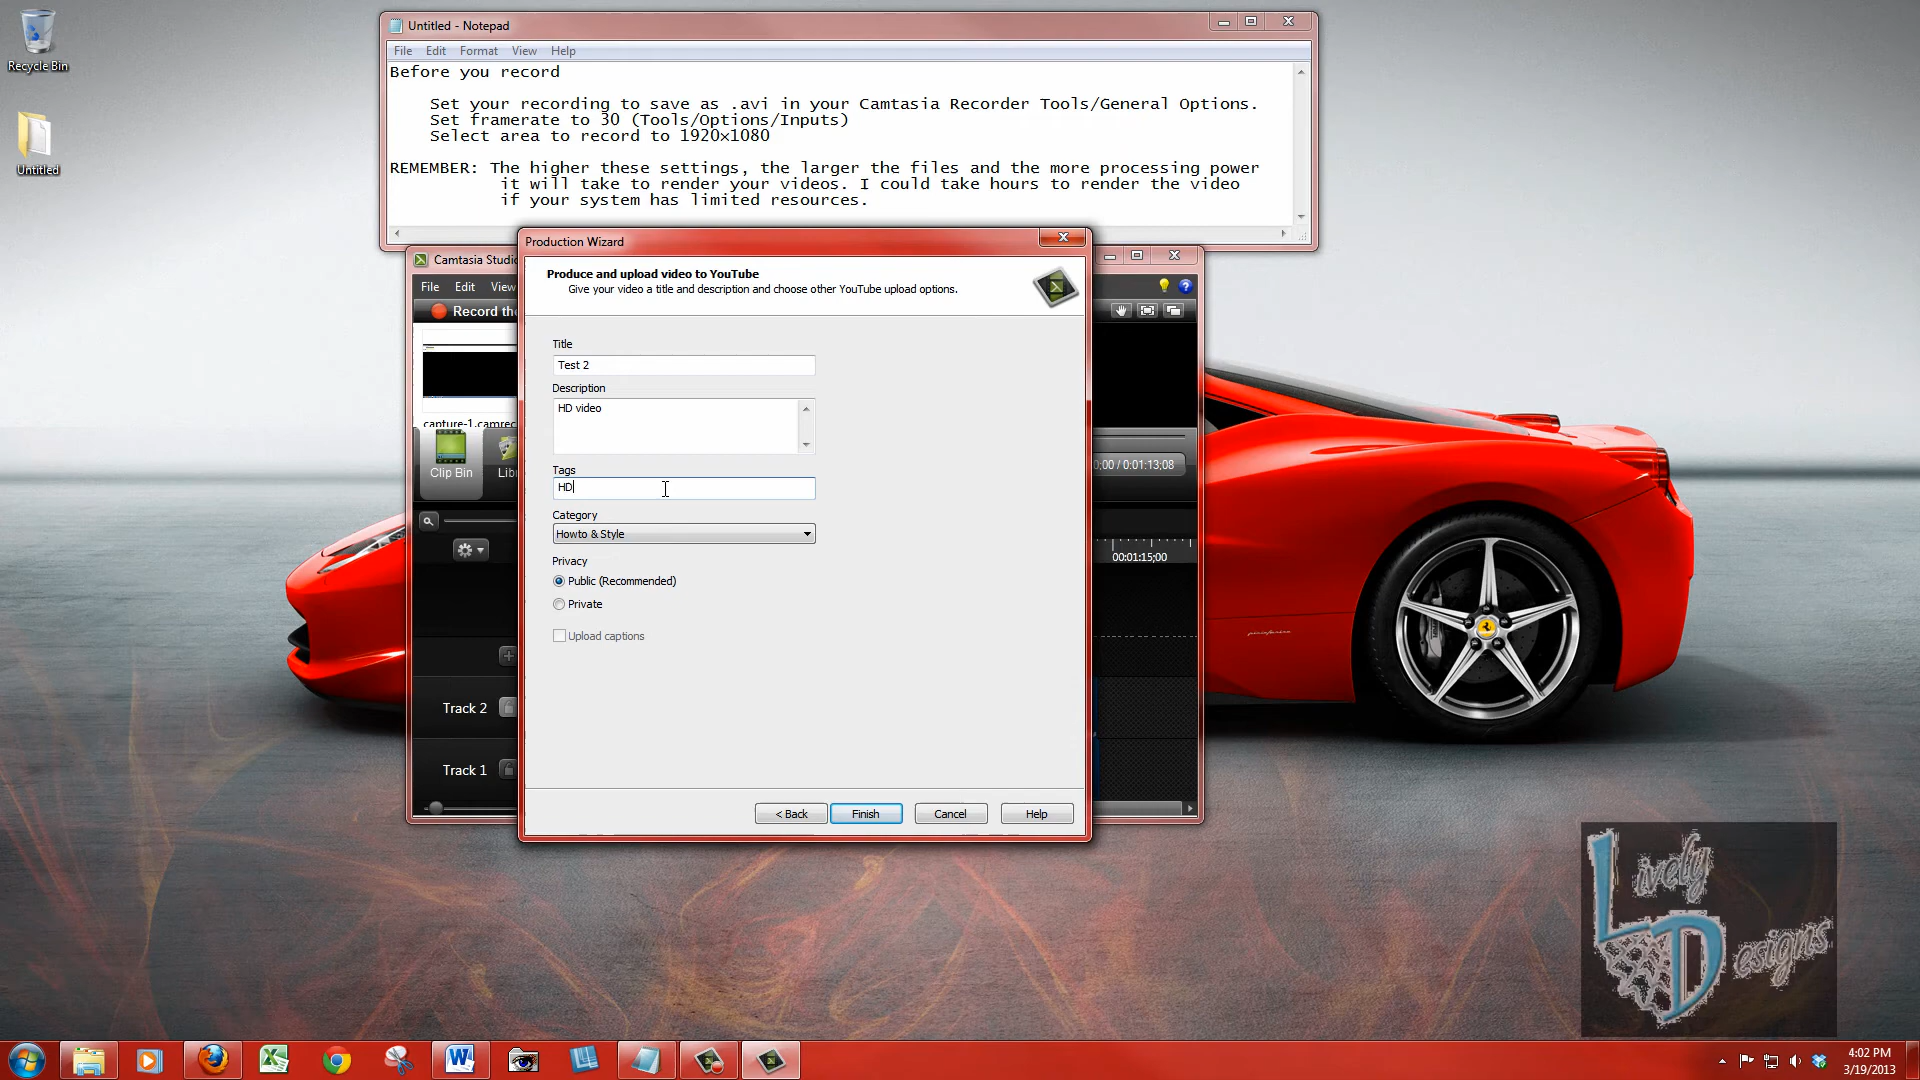 Recycle Bin
Untitled
Untitled - Notepad
File Edit Format View Help
Before you record
Set your recording to save as .avi in your Camtasia Recorder Tools/General Options.
Set framerate to 30 (Tools/Options/Inputs)
Select area to record to 1920x1080
REMEMBER: The higher these settings, the larger the files and the more processing power
it will take to render your videos. I could take hours to render the video
if your system has limited resources.
Camtasia Studio
File Edit View
Record the
capture-1.camrec
Clip Bin
Libr
0;00 / 0:01:13;08
00:01:15;00
Track 2
Track 1
Production Wizard
Produce and upload video to YouTube
Give your video a title and description and choose other YouTube upload options.
Title
Test 2
Description
HD video
Tags
HD
Category
Howto & Style
Privacy
Public (Recommended)
Private
Upload captions
< Back Finish Cancel Help
Lively
Designs
4:02 PM
3/19/2013